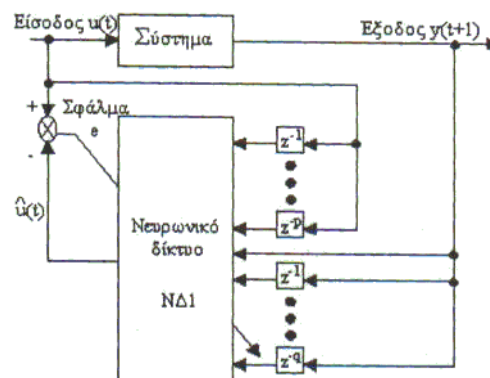 Είσοδος u(t)
Σύστημα
Έξοδος y(t+1)
+
Σφάλμα
e
-
û(t)
Νευρωνικό
δίκτυο
ΝΔ1
z⁻¹
z⁻ᵖ
z⁻¹
z⁻q